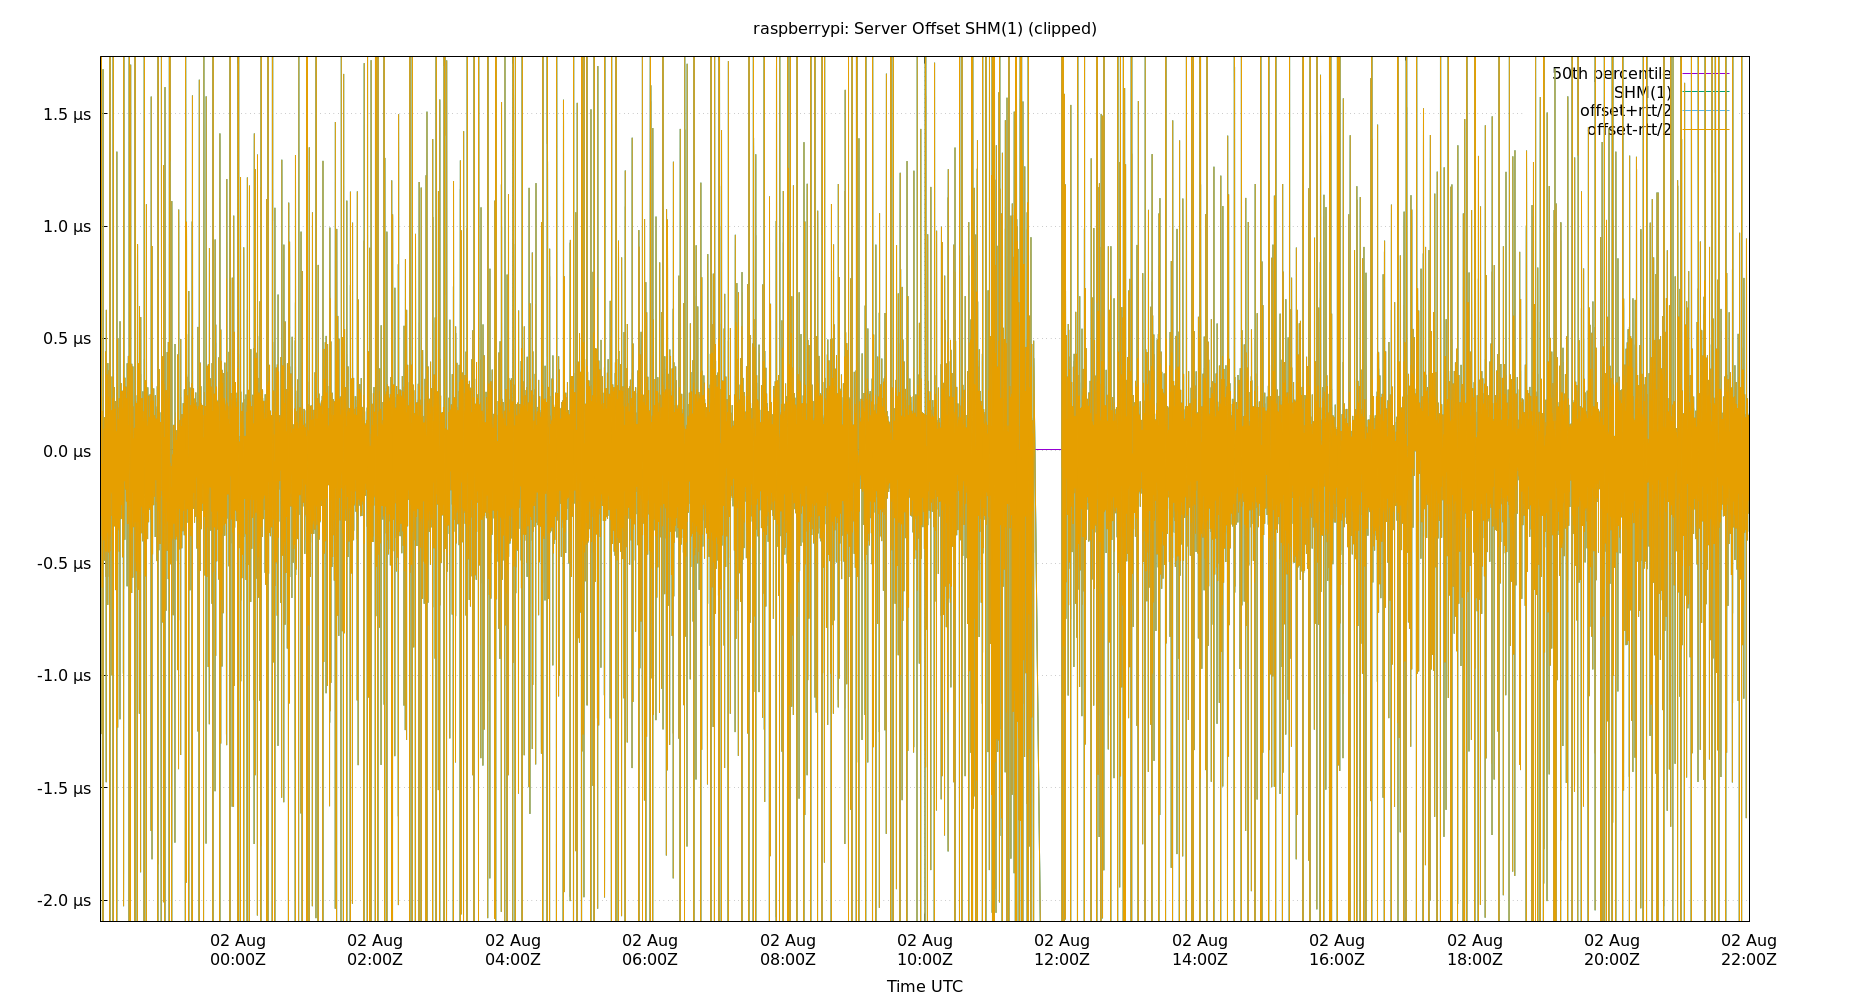 raspberrypi: Server Offset SHM(1) (clipped)
50th percentile
SHM(1)
offset+rtt/2
offset-rtt/2
1.5 µs
1.0 µs
0.5 µs
0.0 µs
-0.5 µs
-1.0 µs
-1.5 µs
-2.0 µs
02 Aug 02 Aug 02 Aug 02 Aug 02 Aug 02 Aug 02 Aug 02 Aug 02 Aug 02 Aug 02 Aug 02 Aug
00:00Z 02:00Z 04:00Z 06:00Z 08:00Z 10:00Z 12:00Z 14:00Z 16:00Z 18:00Z 20:00Z 22:00Z
Time UTC